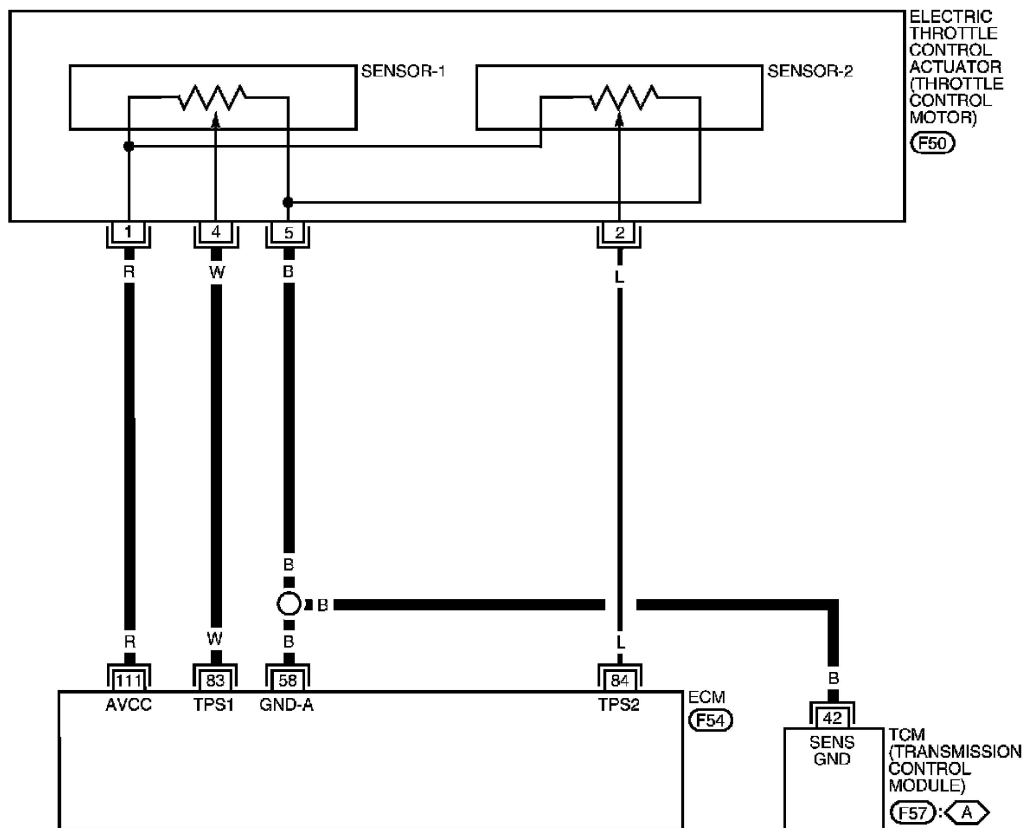 ELECTRIC
THROTTLE
CONTROL
ACTUATOR
(THROTTLE
CONTROL
MOTOR)
F50
SENSOR-1
SENSOR-2
1
4
5
2
R
W
B
L
B
B
R
W
B
L
B
111
83
58
84
AVCC
TPS1
GND-A
TPS2
ECM
F54
42
SENS
GND
TCM
(TRANSMISSION
CONTROL
MODULE)
F57 : A